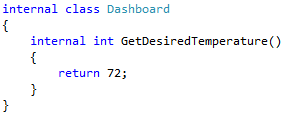 internal class Dashboard
{
    internal int GetDesiredTemperature()
    {
        return 72;
    }
}